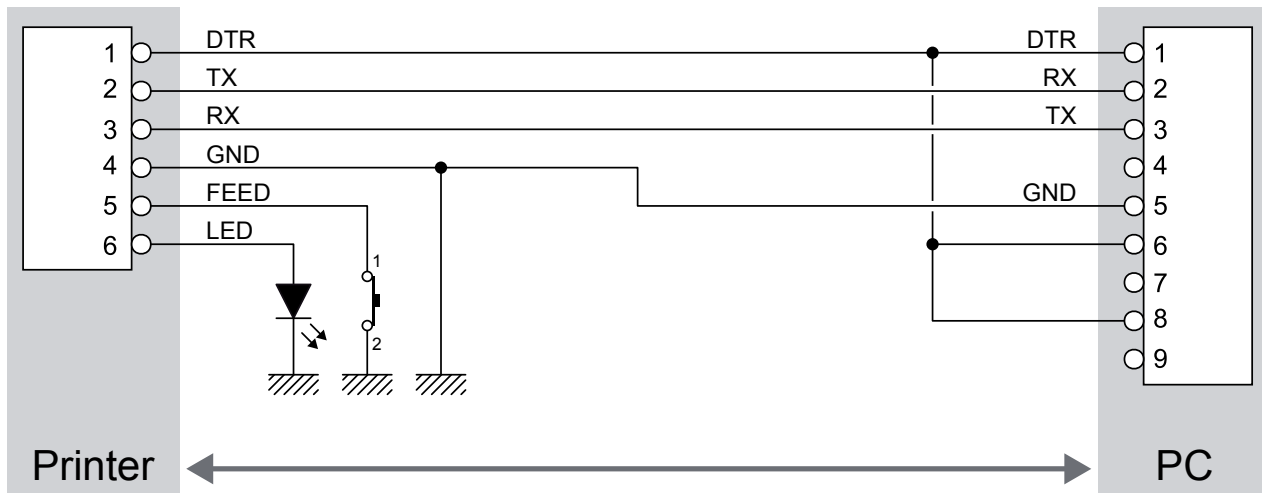 1 DTR DTR 1
2 TX RX 2
3 RX TX 3
4 GND 4
5 FEED GND 5
6 LED 6
1
7
2
8
9
Printer PC